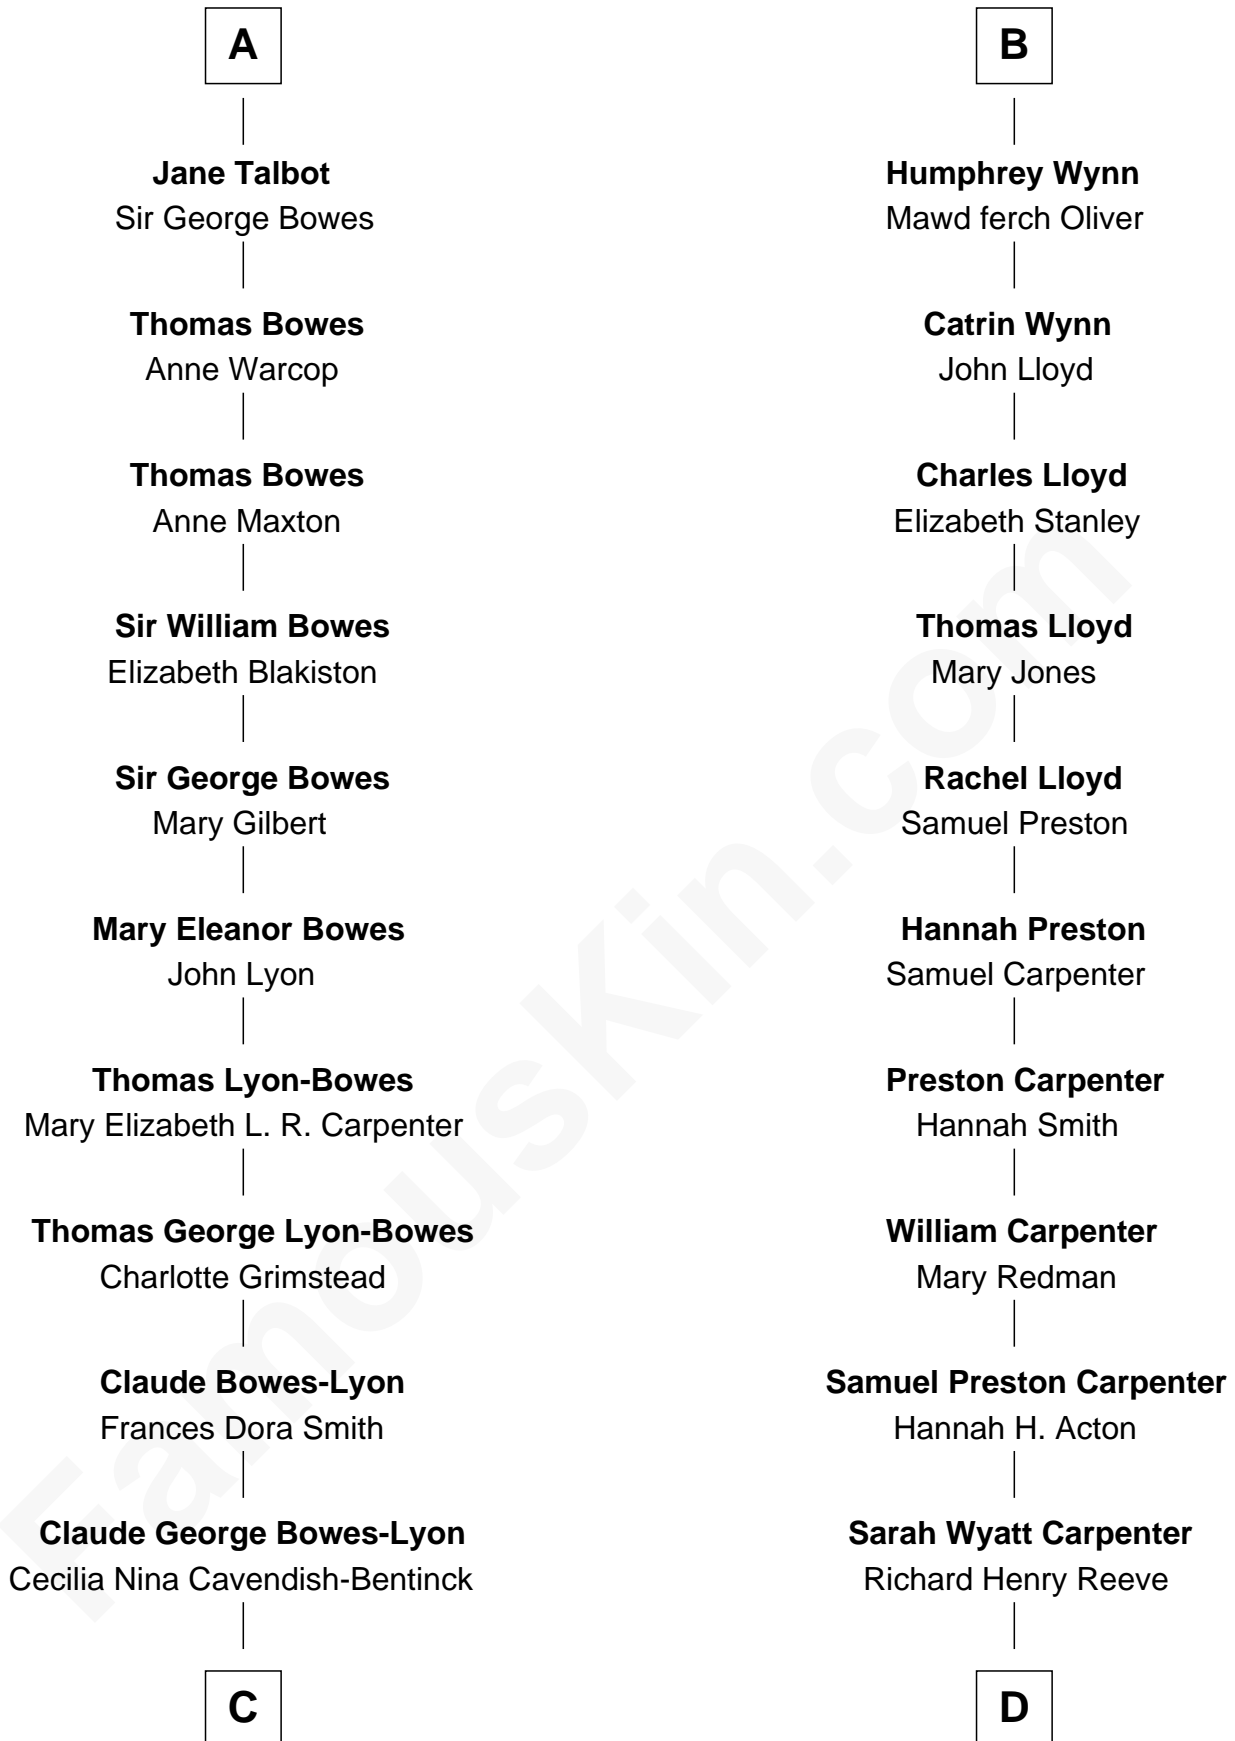 A
Jane Talbot
Sir George Bowes
Thomas Bowes
Anne Warcop
Thomas Bowes
Anne Maxton
Sir William Bowes
Elizabeth Blakiston
Sir George Bowes
Mary Gilbert
Mary Eleanor Bowes
John Lyon
Thomas Lyon-Bowes
Mary Elizabeth L. R. Carpenter
Thomas George Lyon-Bowes
Charlotte Grimstead
Claude Bowes-Lyon
Frances Dora Smith
Claude George Bowes-Lyon
Cecilia Nina Cavendish-Bentinck
C
B
Humphrey Wynn
Mawd ferch Oliver
Catrin Wynn
John Lloyd
Charles Lloyd
Elizabeth Stanley
Thomas Lloyd
Mary Jones
Rachel Lloyd
Samuel Preston
Hannah Preston
Samuel Carpenter
Preston Carpenter
Hannah Smith
William Carpenter
Mary Redman
Samuel Preston Carpenter
Hannah H. Acton
Sarah Wyatt Carpenter
Richard Henry Reeve
D
FamousKin.com